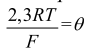 2,3RT/F = θ